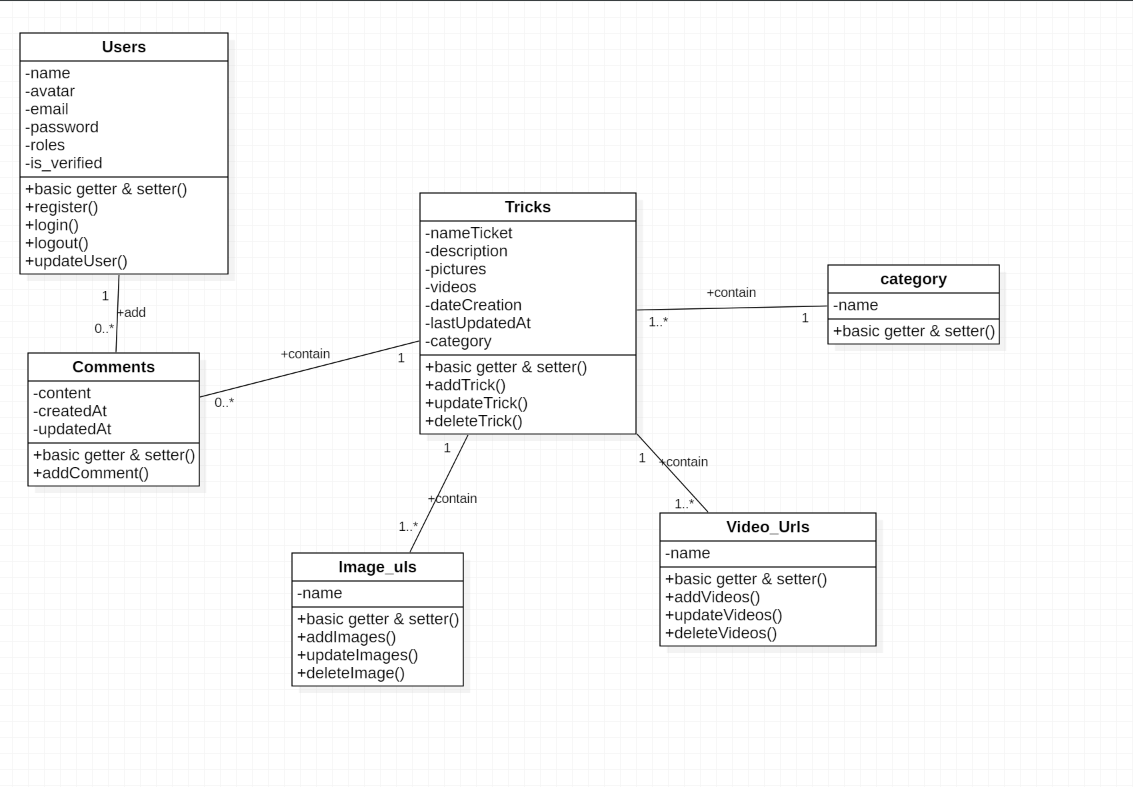 Users
-name
-avatar
-email
-password
-roles
-is_verified
+basic getter & setter()
+register()
+login()
+logout()
+updateUser()
1
+add
0..*
Comments
-content
-createdAt
-updatedAt
+basic getter & setter()
+addComment()
+contain
1
0..*
Tricks
-nameTicket
-description
-pictures
-videos
-dateCreation
-lastUpdatedAt
-category
+basic getter & setter()
+addTrick()
+updateTrick()
+deleteTrick()
+contain
1..*
1
category
-name
+basic getter & setter()
1
+contain
1..*
Image_uls
-name
+basic getter & setter()
+addImages()
+updateImages()
+deleteImage()
1
+contain
1..*
Video_Urls
-name
+basic getter & setter()
+addVideos()
+updateVideos()
+deleteVideos()